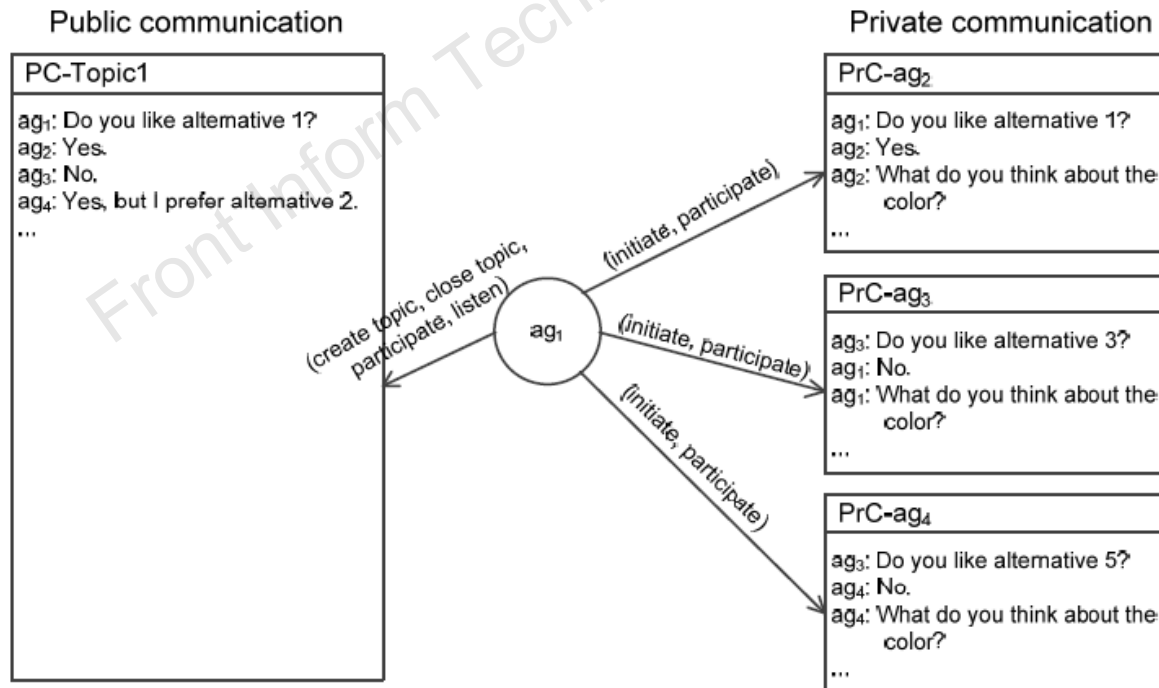 Public communication
PC-Topic1
ag₁: Do you like alternative 1?
ag₂: Yes.
ag₃: No.
ag₄: Yes, but I prefer alternative 2.
...
Front Inform
(create topic, close topic,
participate, listen)
ag₁
(initiate, participate)
(initiate, participate)
(initiate, participate)
Private communication
PrC-ag₂
ag₁: Do you like alternative 1?
ag₂: Yes.
ag₂: What do you think about the
color?
...
PrC-ag₃
ag₃: Do you like alternative 3?
ag₁: No.
ag₁: What do you think about the
color?
...
PrC-ag₄
ag₃: Do you like alternative 5?
ag₄: No.
ag₄: What do you think about the
color?
...